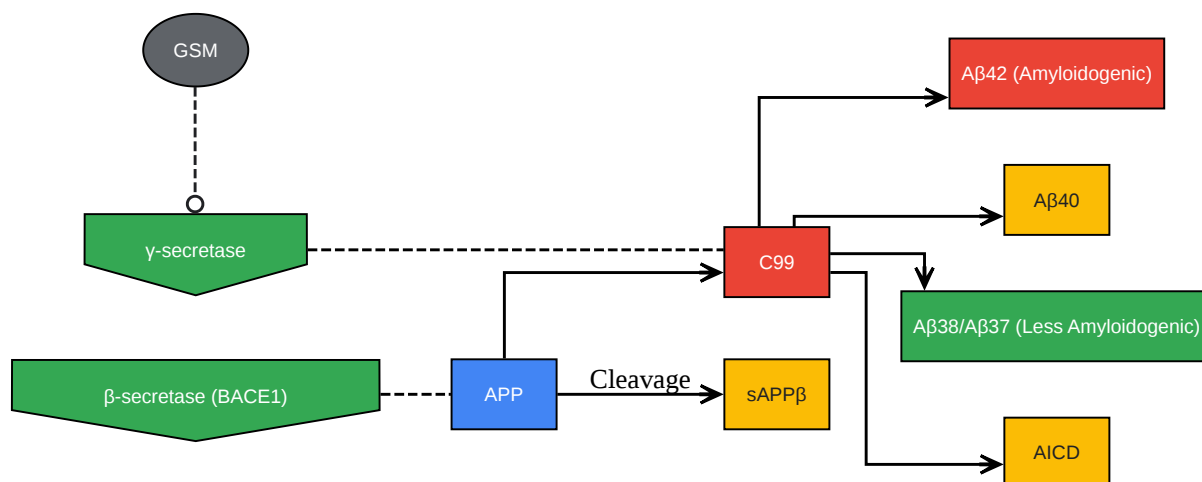 GSM
Aβ42 (Amyloidogenic)
Aβ40
γ-secretase
C99
Aβ38/Aβ37 (Less Amyloidogenic)
β-secretase (BACE1)
APP
Cleavage
sAPPβ
AICD